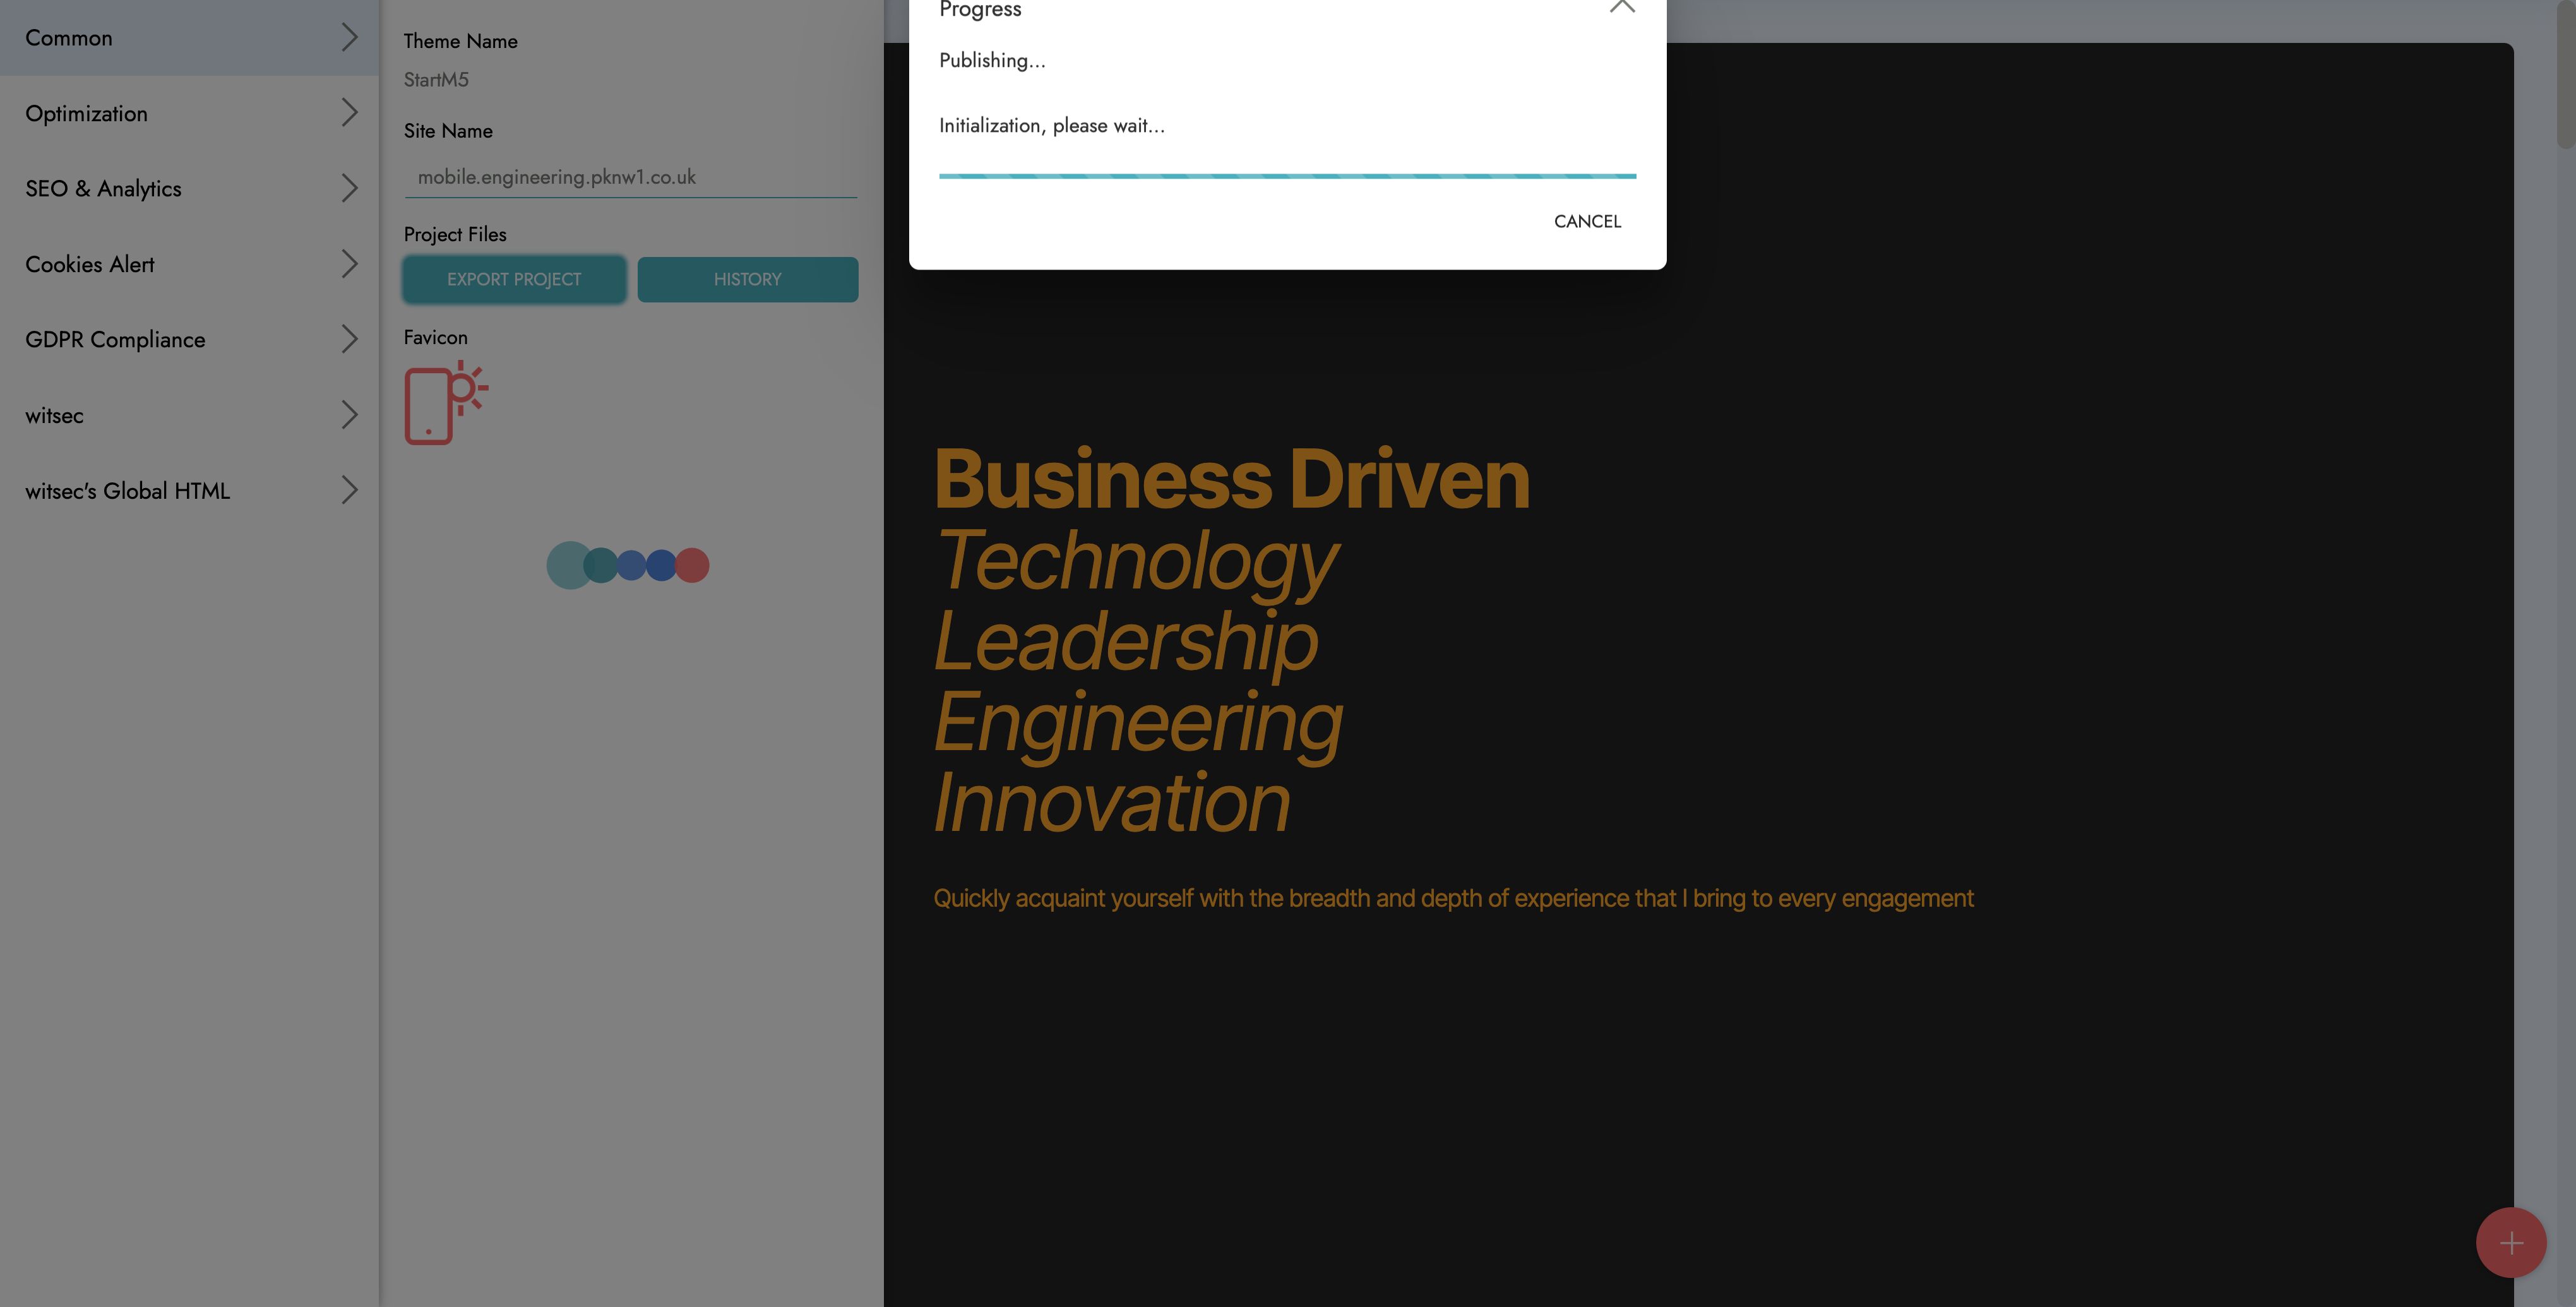 Common
Optimization
SEO & Analytics
Cookies Alert
GDPR Compliance
witsec
witsec's Global HTML
Theme Name
StartM5
Site Name
mobile.engineering.pknw1.co.uk
Project Files
EXPORT PROJECT
HISTORY
Favicon
Progress
Publishing...
Initialization, please wait...
CANCEL
Business Driven
Technology
Leadership
Engineering
Innovation
Quickly acquaint yourself with the breadth and depth of experience that I bring to every engagement